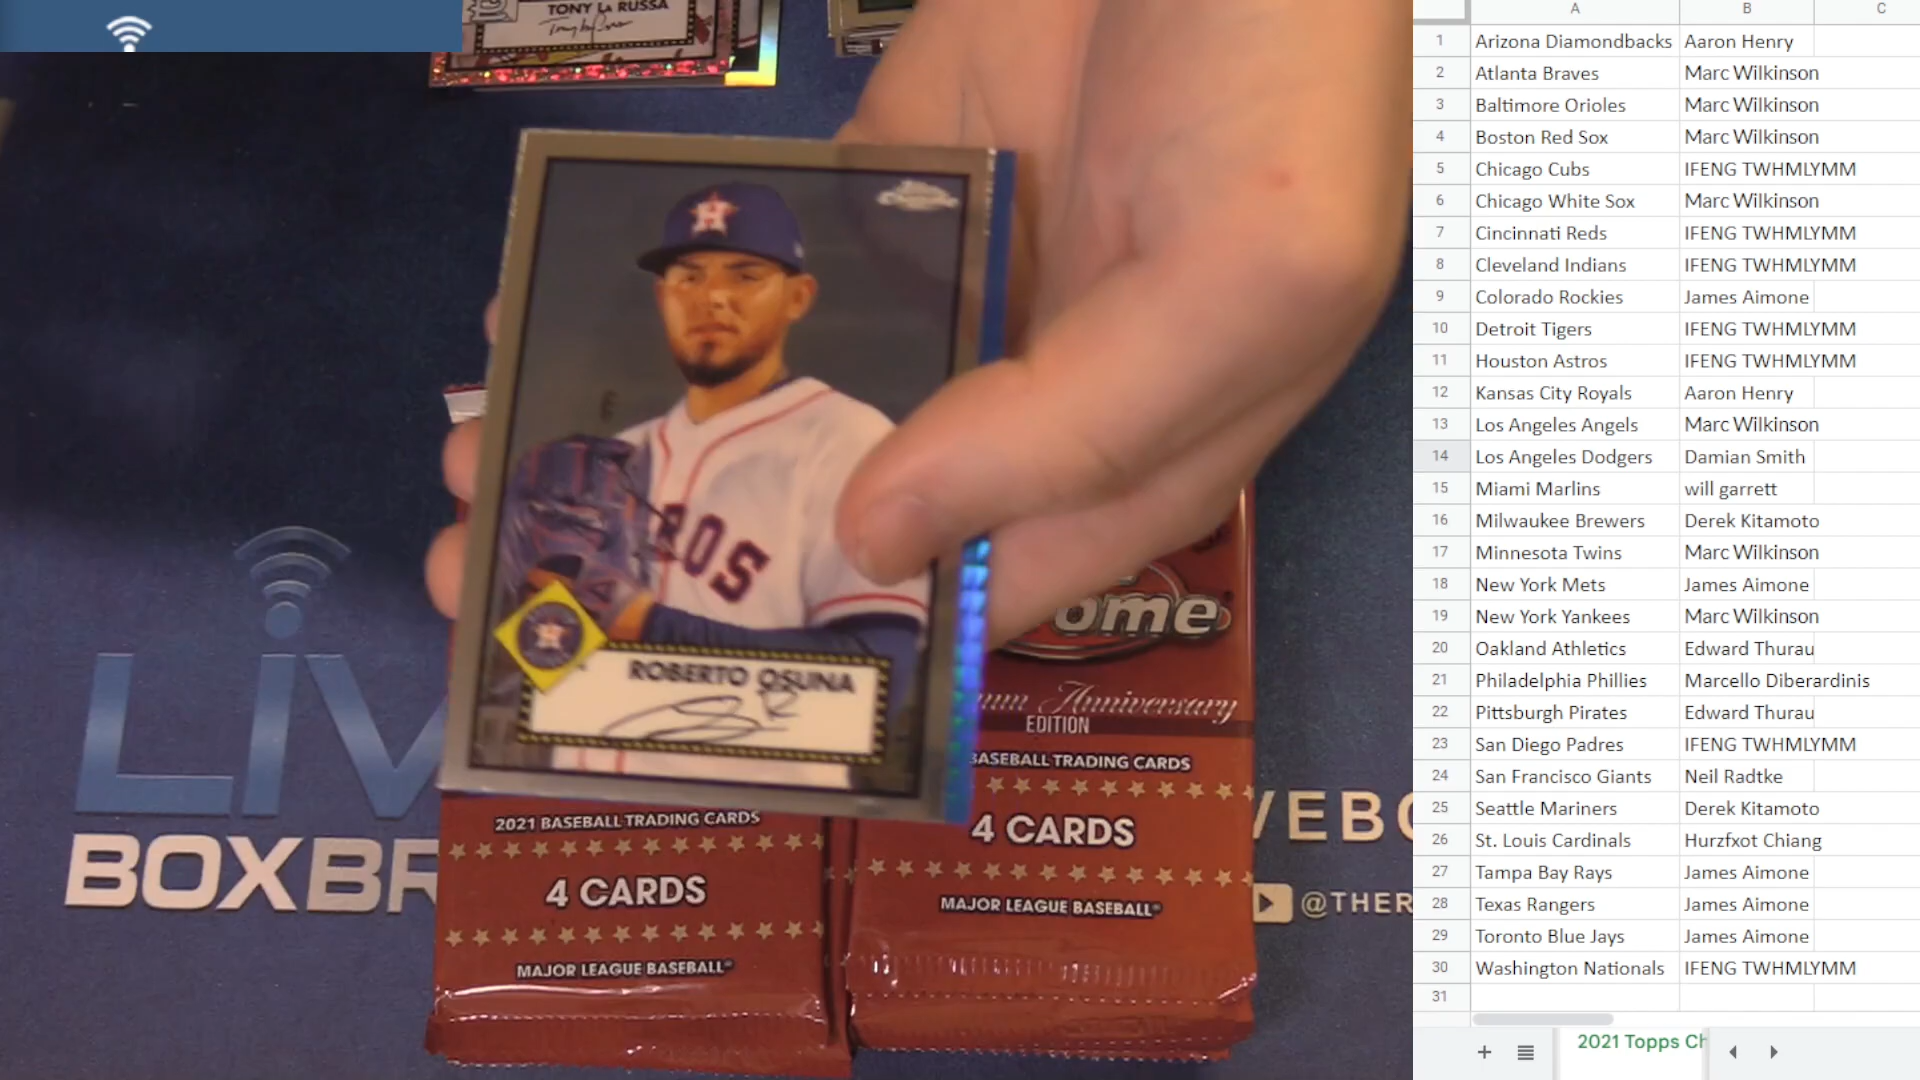 TONY LA RUSSA
H
ROS
ROBERTO OSUNA
ome
Anniversary
EDITION
BASEBALL TRADING CARDS
4 CARDS
MAJOR LEAGUE BASEBALL
2021 BASEBALL TRADING CARDS
4 CARDS
MAJOR LEAGUE BASEBALL
LIV
BOXBR
VEBO
@THER
A B C
1 Arizona Diamondbacks Aaron Henry
2 Atlanta Braves Marc Wilkinson
3 Baltimore Orioles Marc Wilkinson
4 Boston Red Sox Marc Wilkinson
5 Chicago Cubs IFENG TWHMLYMM
6 Chicago White Sox Marc Wilkinson
7 Cincinnati Reds IFENG TWHMLYMM
8 Cleveland Indians IFENG TWHMLYMM
9 Colorado Rockies James Aimone
10 Detroit Tigers IFENG TWHMLYMM
11 Houston Astros IFENG TWHMLYMM
12 Kansas City Royals Aaron Henry
13 Los Angeles Angels Marc Wilkinson
14 Los Angeles Dodgers Damian Smith
15 Miami Marlins will garrett
16 Milwaukee Brewers Derek Kitamoto
17 Minnesota Twins Marc Wilkinson
18 New York Mets James Aimone
19 New York Yankees Marc Wilkinson
20 Oakland Athletics Edward Thurau
21 Philadelphia Phillies Marcello Diberardinis
22 Pittsburgh Pirates Edward Thurau
23 San Diego Padres IFENG TWHMLYMM
24 San Francisco Giants Neil Radtke
25 Seattle Mariners Derek Kitamoto
26 St. Louis Cardinals Hurzfxot Chiang
27 Tampa Bay Rays James Aimone
28 Texas Rangers James Aimone
29 Toronto Blue Jays James Aimone
30 Washington Nationals IFENG TWHMLYMM
31
2021 Topps Ch